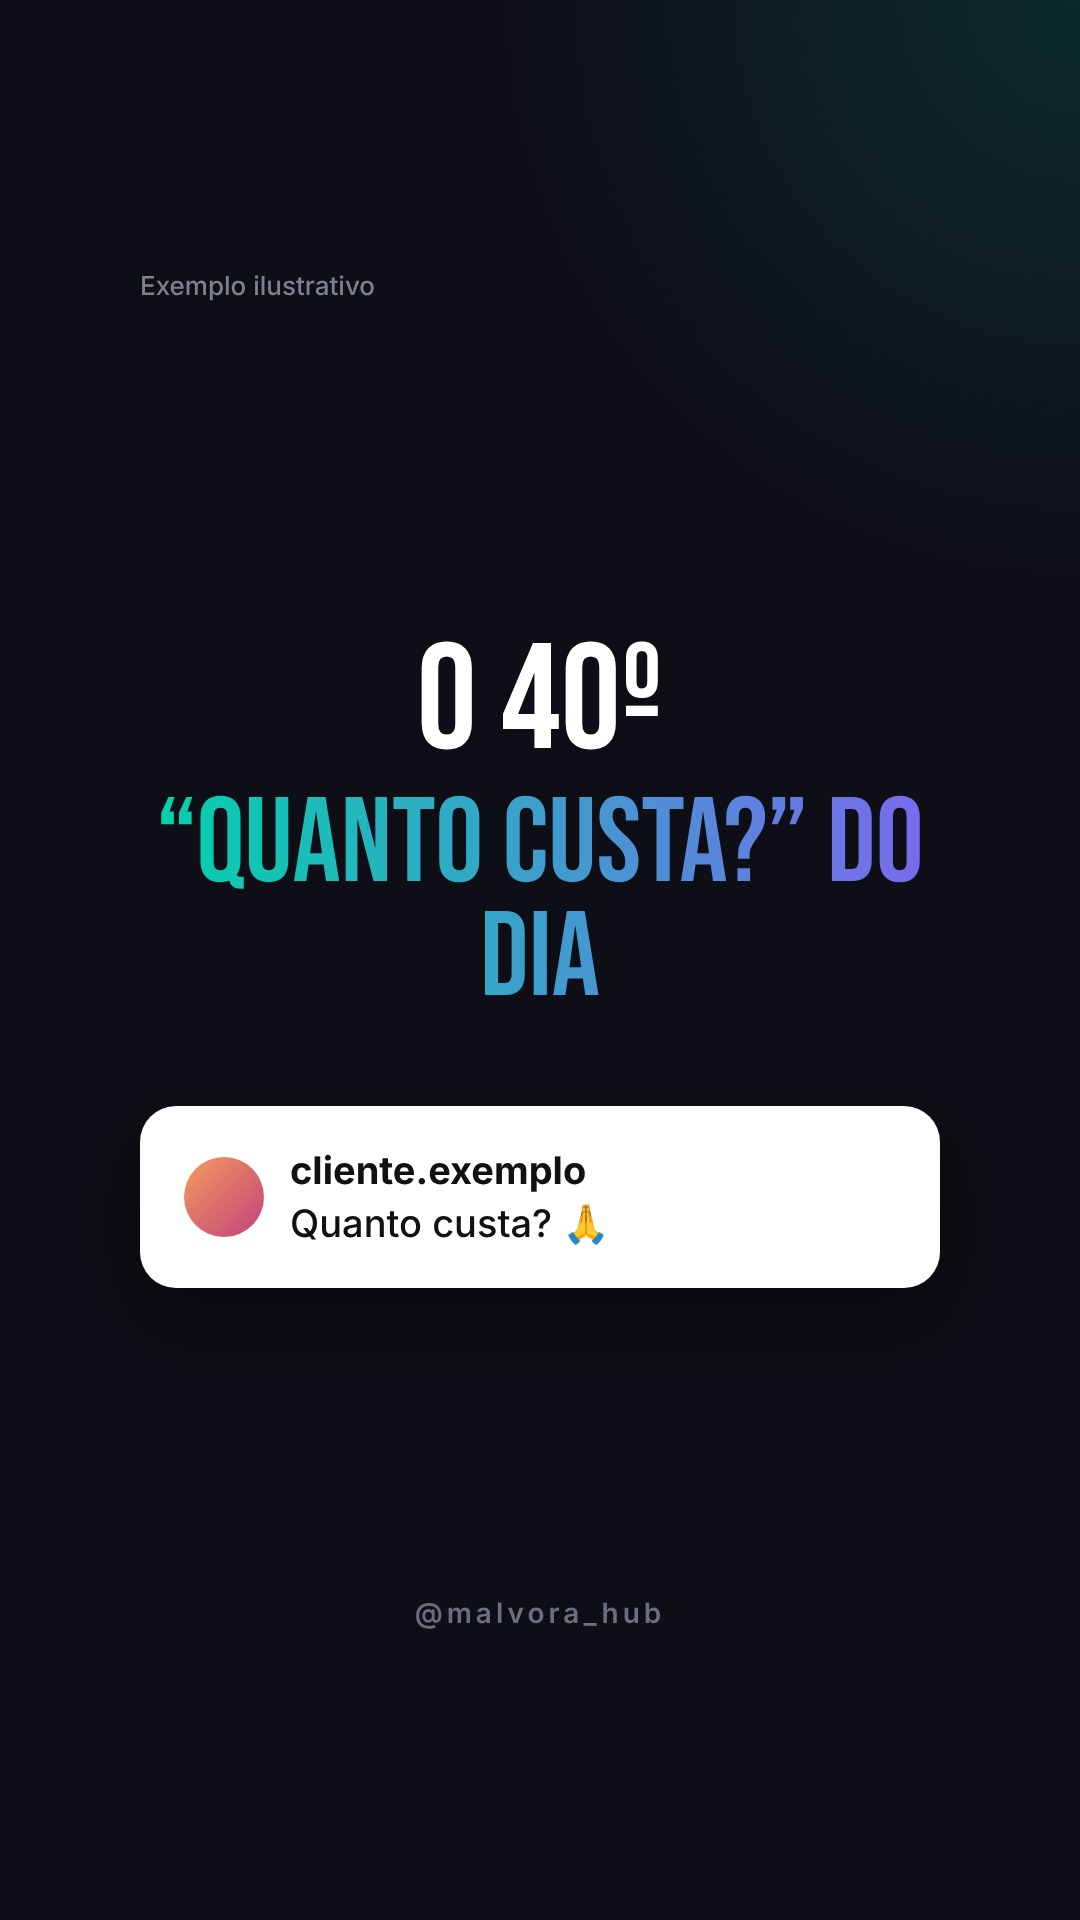 Exemplo ilustrativo
O 40º
“QUANTO CUSTA?” DO
DIA
cliente.exemplo
Quanto custa? 🙏
@malvora_hub